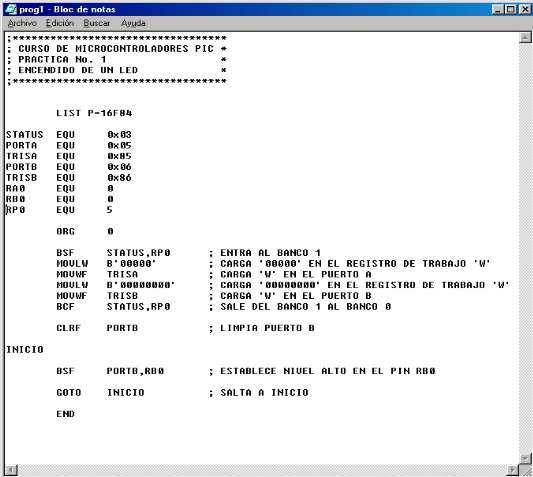 prog1 - Bloc de notas
Archivo Edición Buscar Ayuda
;**********************************
; CURSO DE MICROCONTROLADORES PIC *
; PRACTICA No. 1                  *
; ENCENDIDO DE UN LED             *
;**********************************
LIST P-16F84
STATUS EQU 0x03
PORTA EQU 0x05
TRISA EQU 0x85
PORTB EQU 0x06
TRISB EQU 0x86
RA0 EQU 0
RB0 EQU 0
RP0 EQU 5
ORG 0
BSF STATUS,RP0 ; ENTRA AL BANCO 1
MOVLW B'00000' ; CARGA '00000' EN EL REGISTRO DE TRABAJO 'W'
MOVWF TRISA ; CARGA 'W' EN EL PUERTO A
MOVLW B'00000000' ; CARGA '00000000' EN EL REGISTRO DE TRABAJO 'W'
MOVWF TRISB ; CARGA 'W' EN EL PUERTO B
BCF STATUS,RP0 ; SALE DEL BANCO 1 AL BANCO 0
CLRF PORTB ; LIMPIA PUERTO B
INICIO
BSF PORTB,RB0 ; ESTABLECE NIVEL ALTO EN EL PIN RB0
GOTO INICIO ; SALTA A INICIO
END